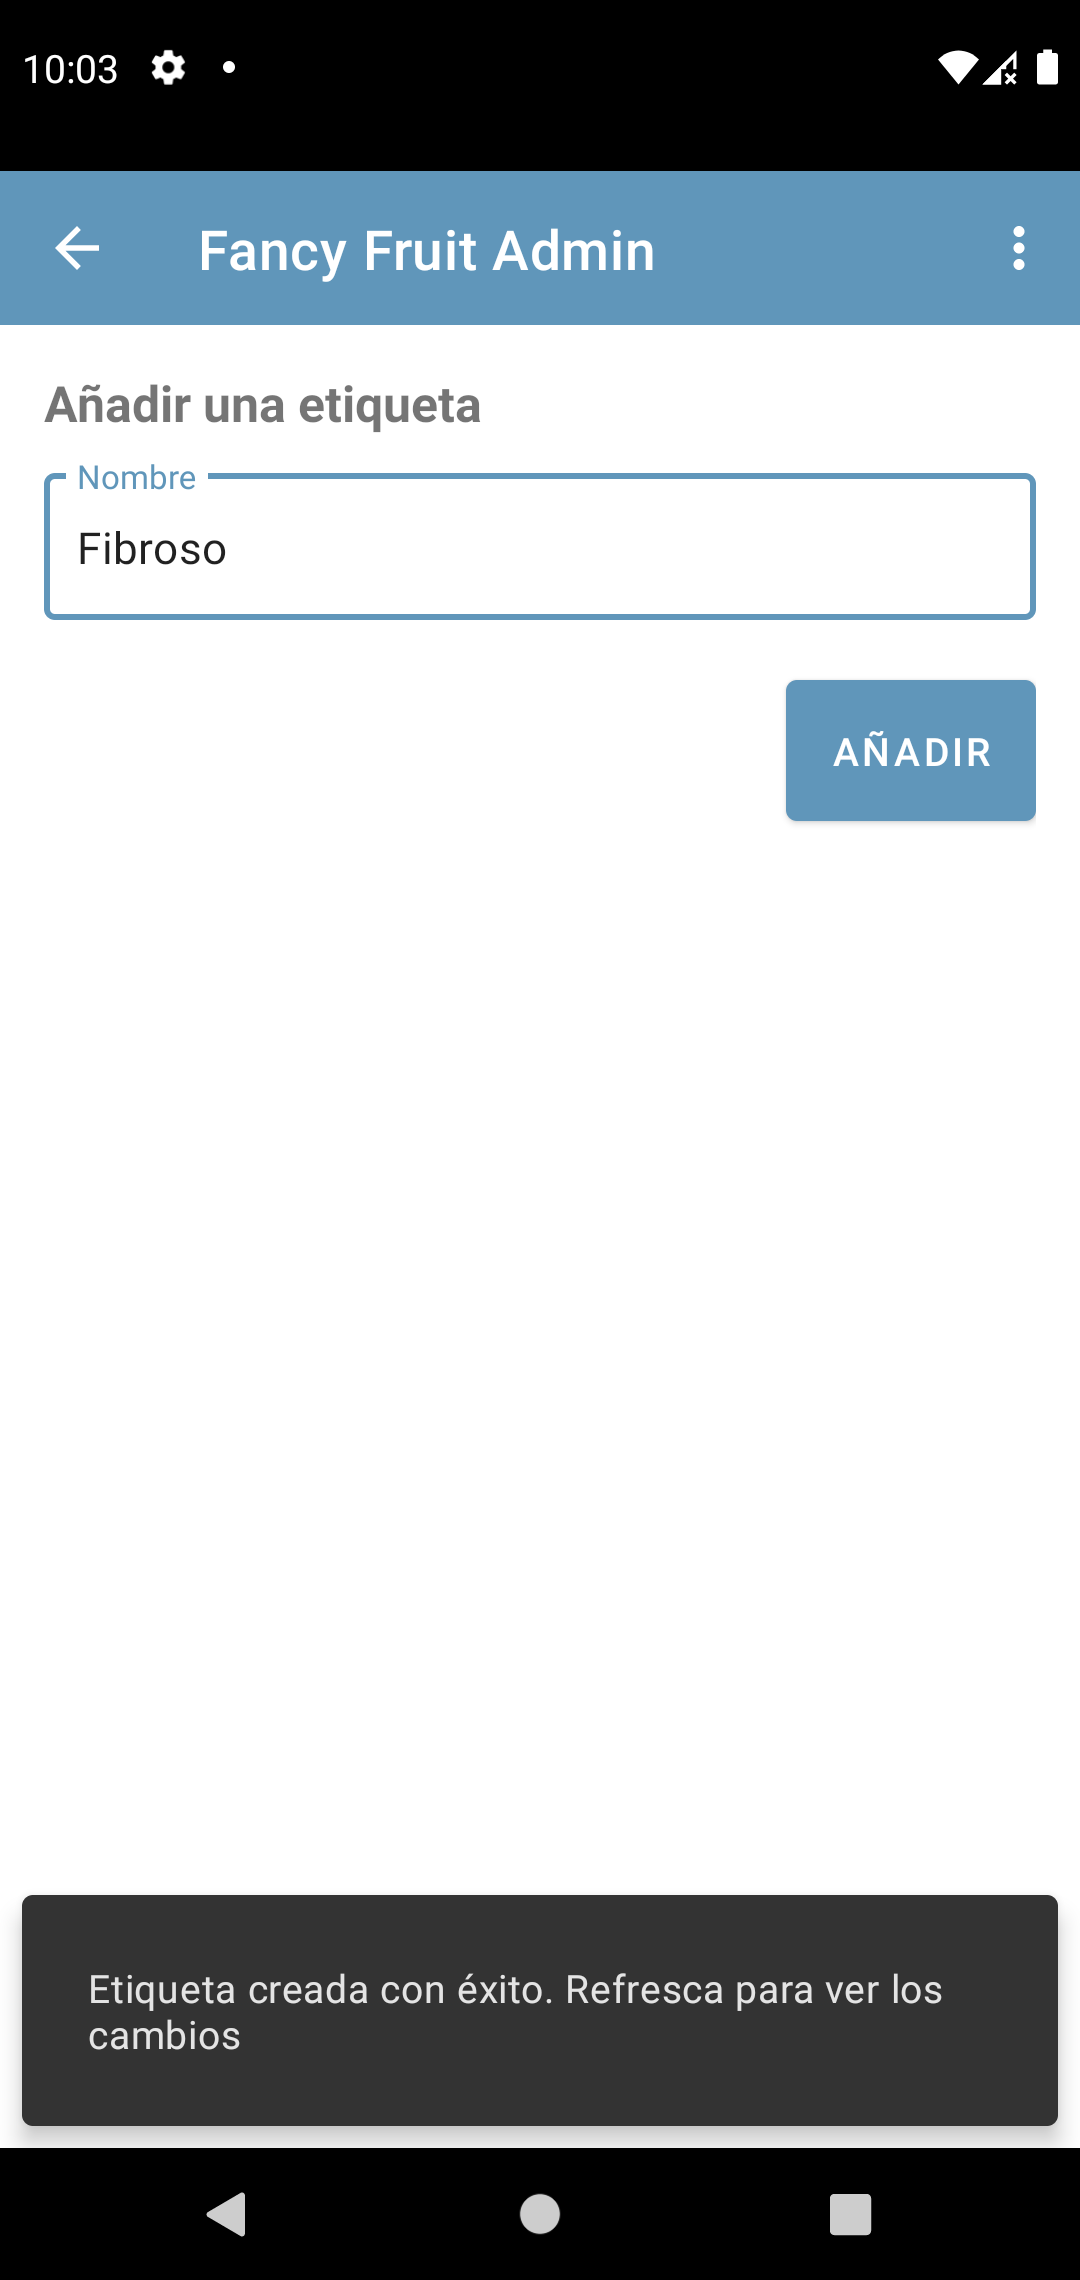 10:03
Fancy Fruit Admin
Añadir una etiqueta
Nombre
Fibroso
AÑADIR
Etiqueta creada con éxito. Refresca para ver los
cambios